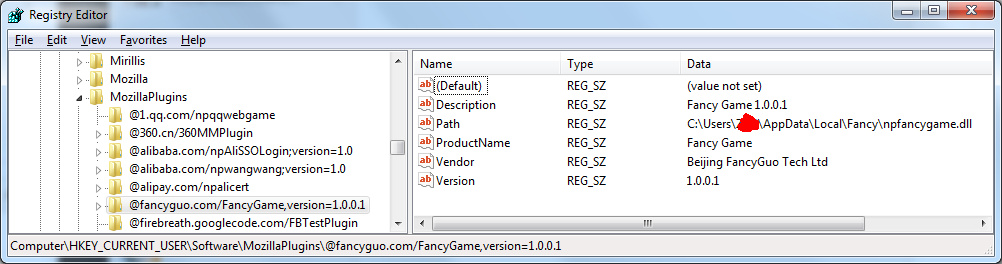 Registry Editor
File Edit View Favorites Help
Mirillis
Mozilla
MozillaPlugins
@1.qq.com/npqqwebgame
@360.cn/360MMPlugin
@alibaba.com/npAliSSOLogin;version=1.0
@alibaba.com/npwangwang;version=1.0
@alipay.com/npalicert
@fancyguo.com/FancyGame,version=1.0.0.1
@firebreath.googlecode.com/FBTestPlugin
Name Type Data
(Default) REG_SZ (value not set)
Description REG_SZ Fancy Game 1.0.0.1
Path REG_SZ C:\Users\ \AppData\Local\Fancy\npfancygame.dll
ProductName REG_SZ Fancy Game
Vendor REG_SZ Beijing FancyGuo Tech Ltd
Version REG_SZ 1.0.0.1
Computer\HKEY_CURRENT_USER\Software\MozillaPlugins\@fancyguo.com/FancyGame,version=1.0.0.1